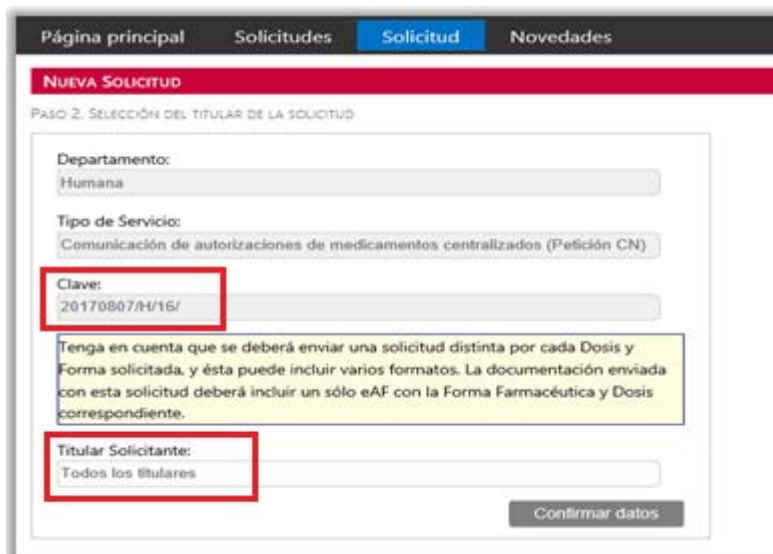 Página principal Solicitudes Solicitud Novedades
NUEVA SOLICITUD
PASO 2. SELECCIÓN DEL TITULAR DE LA SOLICITUD
Departamento:
Humana
Tipo de Servicio:
Comunicación de autorizaciones de medicamentos centralizados (Petición CN)
Clave:
20170807/H/16/
Tenga en cuenta que se deberá enviar una solicitud distinta por cada Dosis y
Forma solicitada, y ésta puede incluir varios formatos. La documentación enviada
con esta solicitud deberá incluir un sólo eAF con la Forma Farmacéutica y Dosis
correspondiente.
Titular Solicitante:
Todos los titulares
Confirmar datos